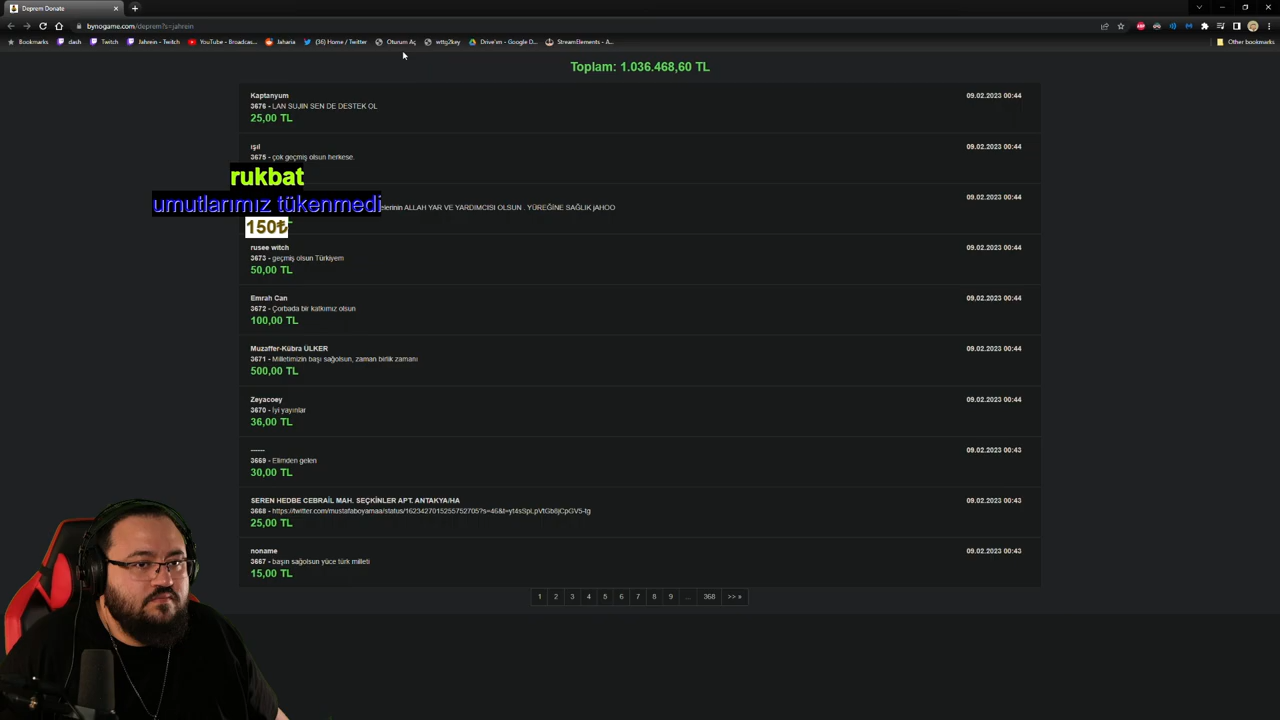 Deprem Donate
bynogame.com/deprem?s=jahrein
Bookmarks dash Twitch Jahrein - Twitch YouTube - Broadcas... Jaharia (36) Home / Twitter Oturum Aç wttg2key Drive'ım - Google D... StreamElements - A... Other bookmarks
Toplam: 1.036.468,60 TL
Kaptanyum 09.02.2023 00:44
3676 - LAN SUJIN SEN DE DESTEK OL
25,00 TL
ışıl 09.02.2023 00:44
3675 - çok geçmiş olsun herkese.
rukbat
umutlarımız tükenmedi
150₺
09.02.2023 00:44
elerinin ALLAH YAR VE YARDIMCISI OLSUN . YÜREĞİNE SAĞLIK jAHOO
rusee witch 09.02.2023 00:44
3673 - geçmiş olsun Türkiyem
50,00 TL
Emrah Can 09.02.2023 00:44
3672 - Çorbada bir katkımız olsun
100,00 TL
Muzaffer-Kübra ÜLKER 09.02.2023 00:44
3671 - Milletimizin başı sağolsun, zaman birlik zamanı
500,00 TL
Zeyacoey 09.02.2023 00:44
3670 - İyi yayınlar
36,00 TL
------ 09.02.2023 00:43
3669 - Elimden gelen
30,00 TL
SEREN HEDBE CEBRAİL MAH. SEÇKİNLER APT. ANTAKYA/HA 09.02.2023 00:43
3668 -
25,00 TL
noname 09.02.2023 00:43
3667 - başın sağolsun yüce türk milleti
15,00 TL
1 2 3 4 5 6 7 8 9 ... 368 >> »